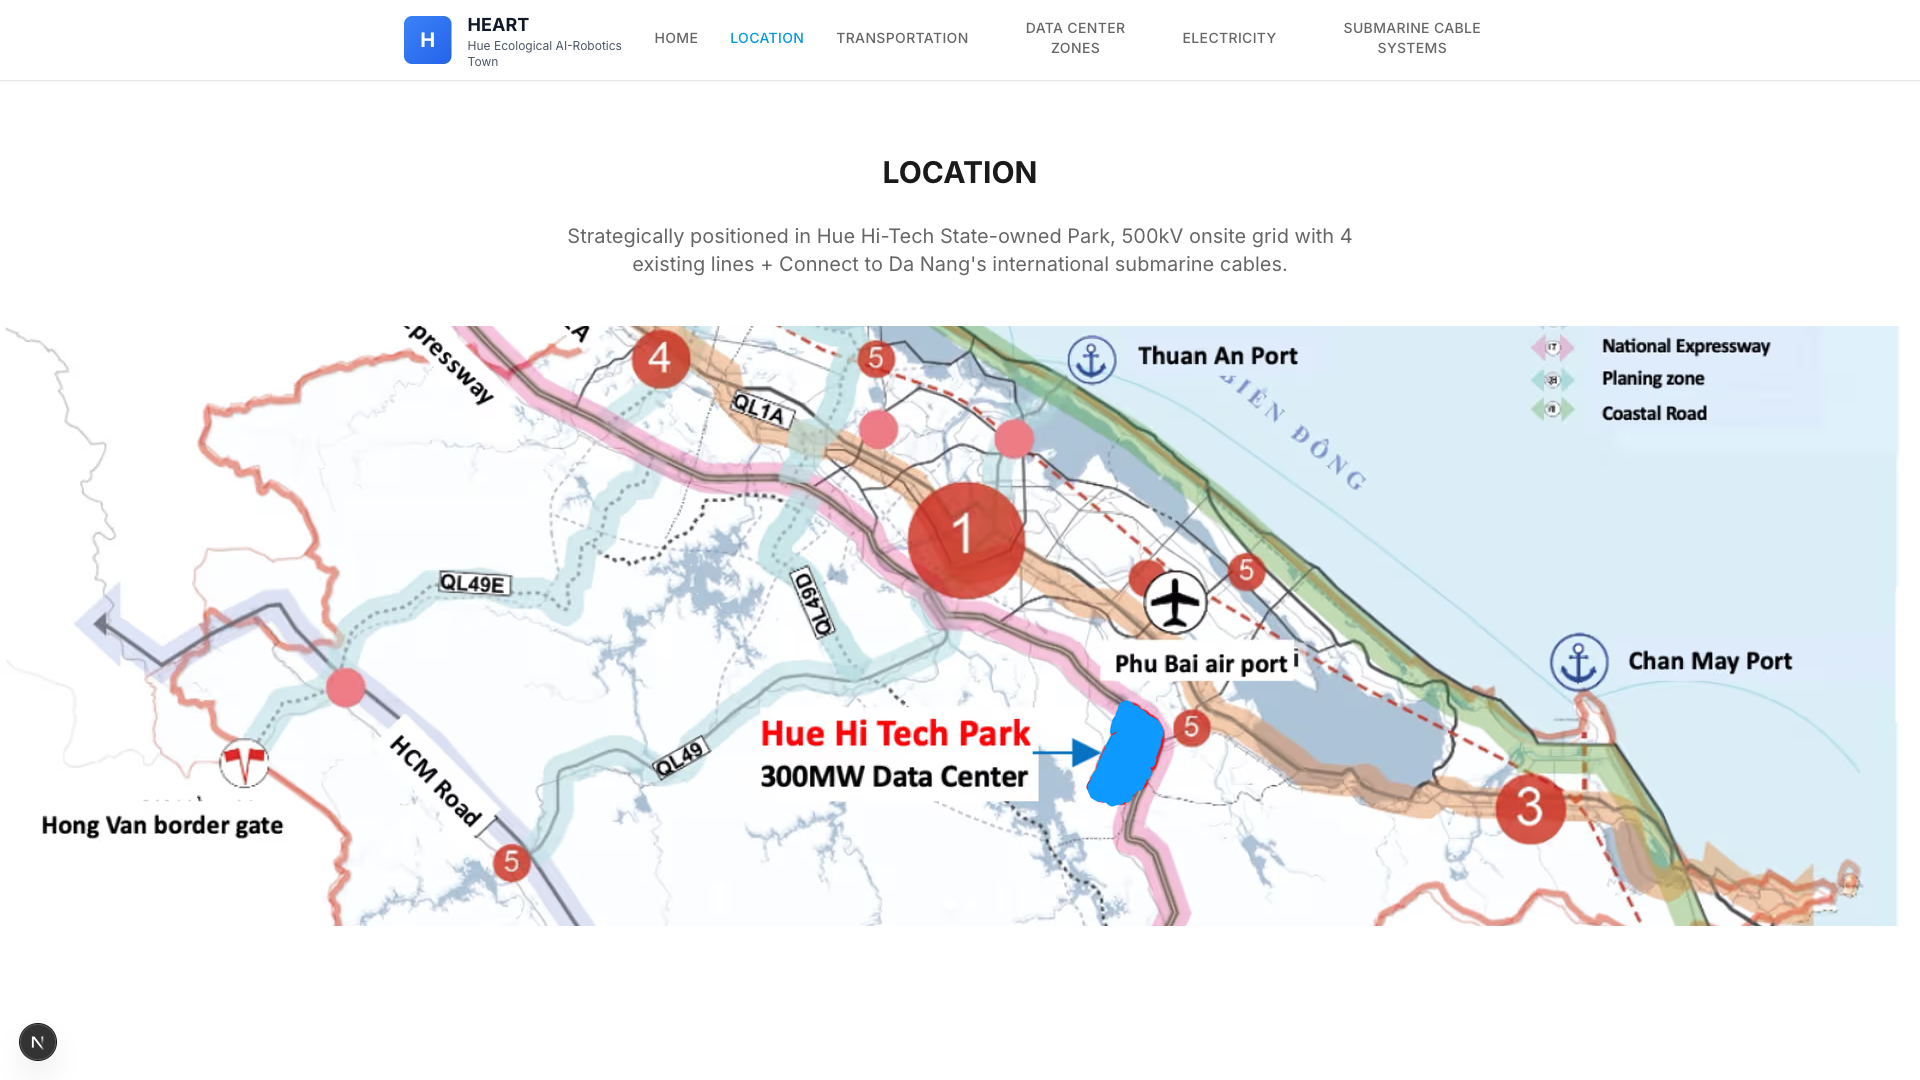 H
HEART
Hue Ecological AI-Robotics
Town
HOME
LOCATION
TRANSPORTATION
DATA CENTER
ZONES
ELECTRICITY
SUBMARINE CABLE
SYSTEMS
LOCATION
Strategically positioned in Hue Hi-Tech State-owned Park, 500kV onsite grid with 4
existing lines + Connect to Da Nang's international submarine cables.
4
5
Thuan An Port
National Expressway
Planing zone
Coastal Road
BIỂN ĐÔNG
QL1A
1
QL49E
QL49D
5
Phu Bai air port
Chan May Port
Hue Hi Tech Park
300MW Data Center
5
QL49
HCM Road
3
Hong Van border gate
5
N